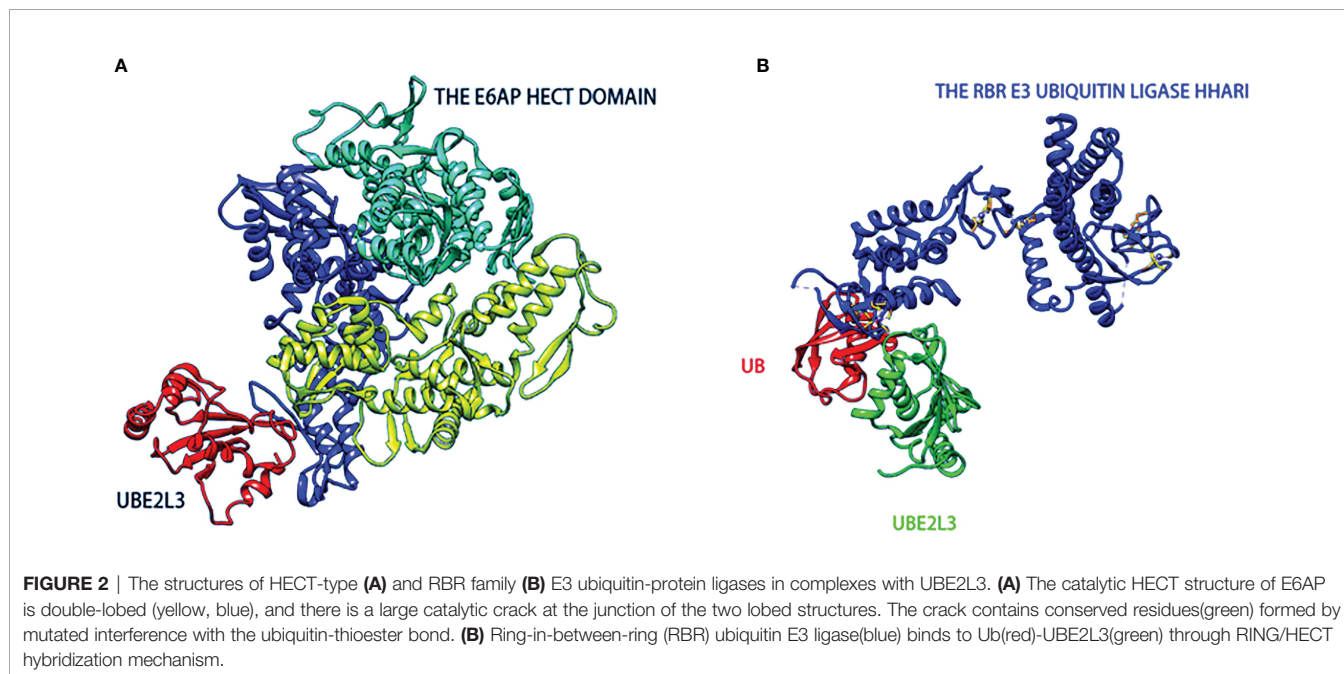 A
THE E6AP HECT DOMAIN
UBE2L3
B
THE RBR E3 UBIQUITIN LIGASE HHARI
UB
UBE2L3
FIGURE 2 | The structures of HECT-type (A) and RBR family (B) E3 ubiquitin-protein ligases in complexes with UBE2L3. (A) The catalytic HECT structure of E6AP
is double-lobed (yellow, blue), and there is a large catalytic crack at the junction of the two lobed structures. The crack contains conserved residues(green) formed by
mutated interference with the ubiquitin-thioester bond. (B) Ring-in-between-ring (RBR) ubiquitin E3 ligase(blue) binds to Ub(red)-UBE2L3(green) through RING/HECT
hybridization mechanism.